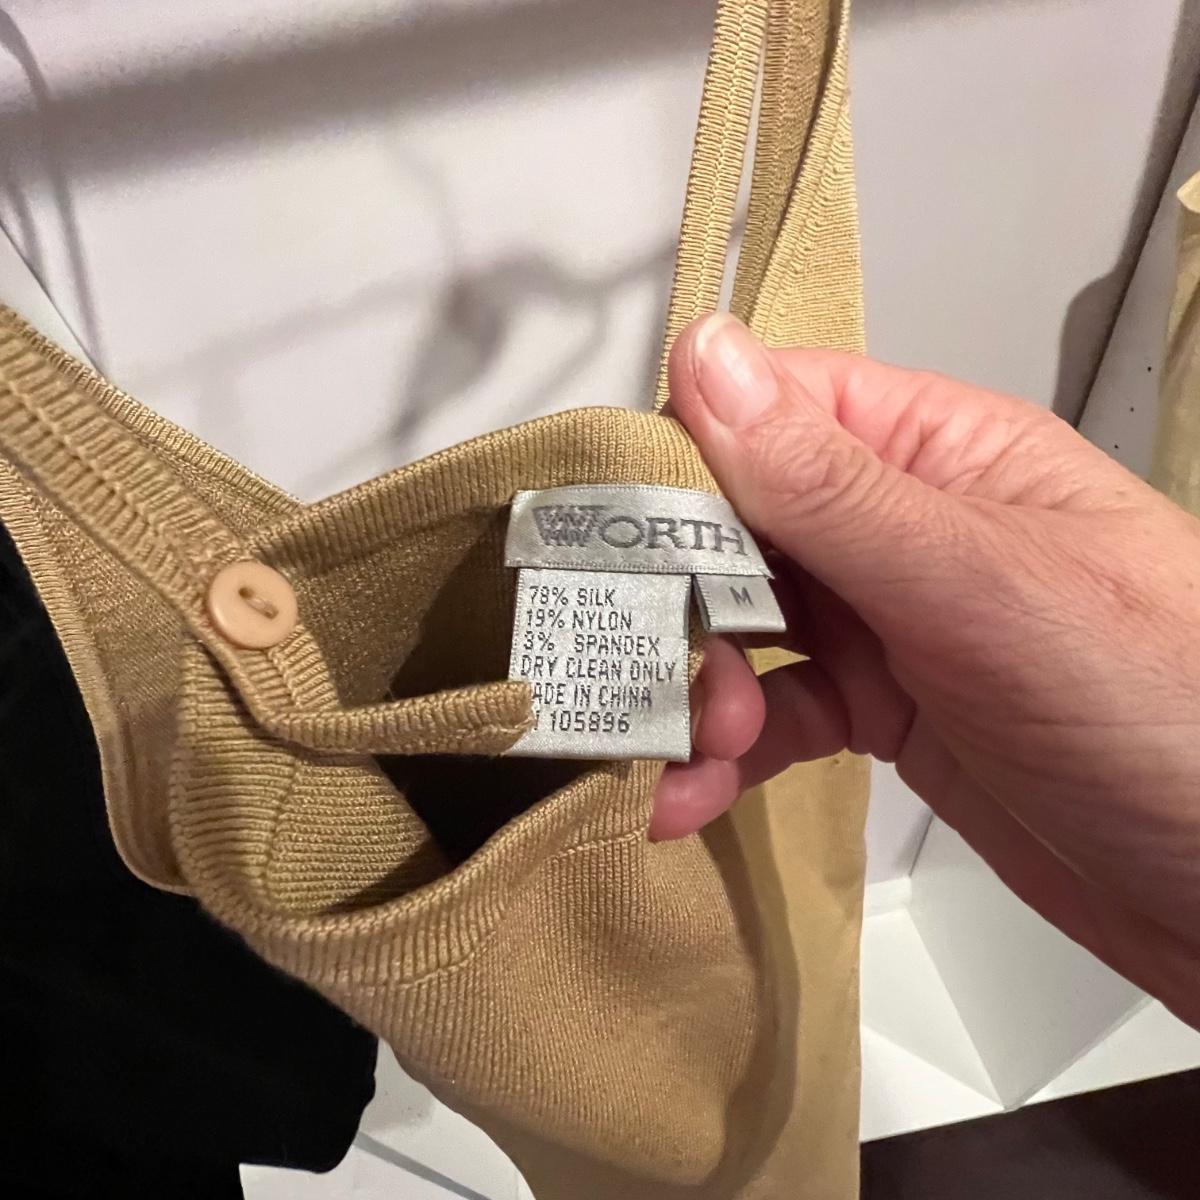 WORTH
M
78% SILK
19% NYLON
3% SPANDEX
DRY CLEAN ONLY
ADE IN CHINA
105896